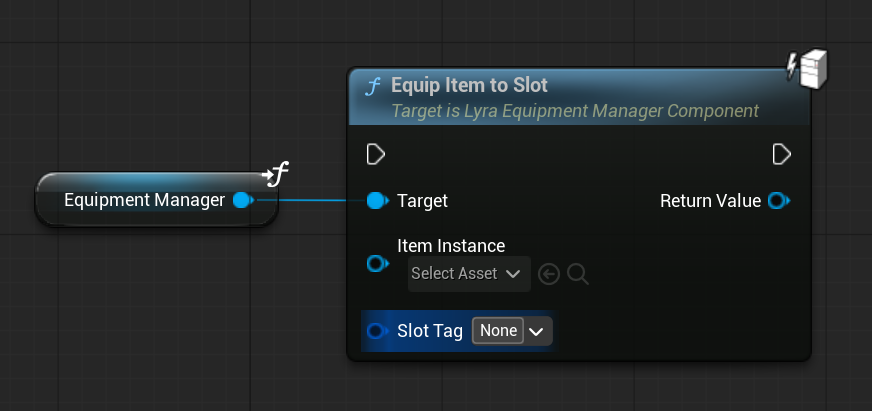 Equip Item to Slot
Target is Lyra Equipment Manager Component
Equipment Manager
Target
Return Value
Item Instance
Select Asset
Slot Tag None